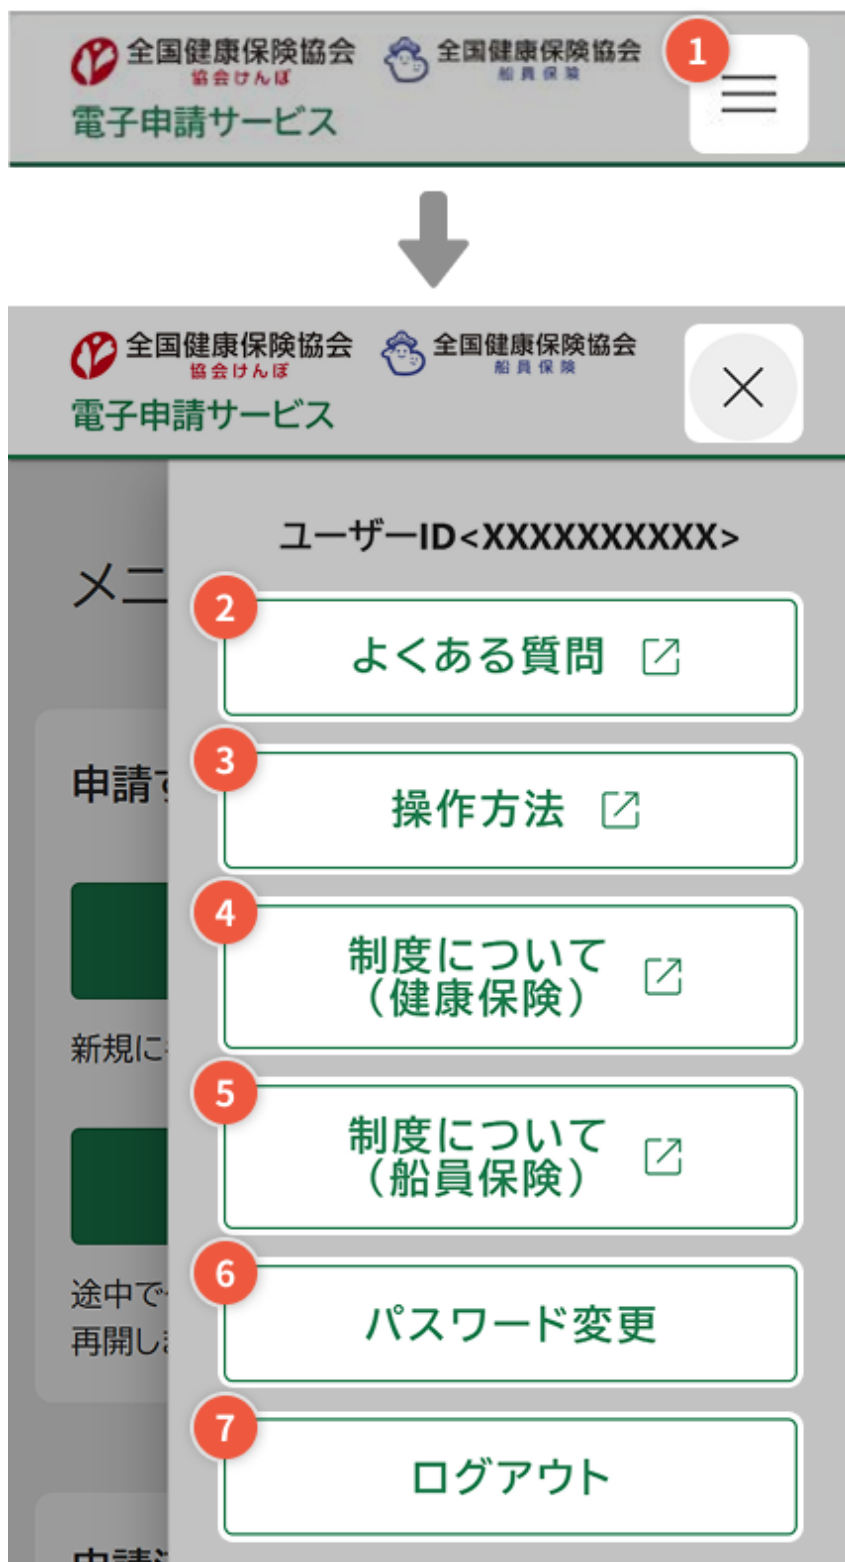 全国健康保険協会
協会けんぽ
全国健康保険協会
船員保険
1
電子申請サービス
全国健康保険協会
協会けんぽ
全国健康保険協会
船員保険
電子申請サービス
ユーザーID<XXXXXXXXXX>
メニ
2
よくある質問
申請
3
操作方法
4
制度について
（健康保険）
新規に
5
制度について
（船員保険）
6
途中で
再開し
パスワード変更
7
ログアウト